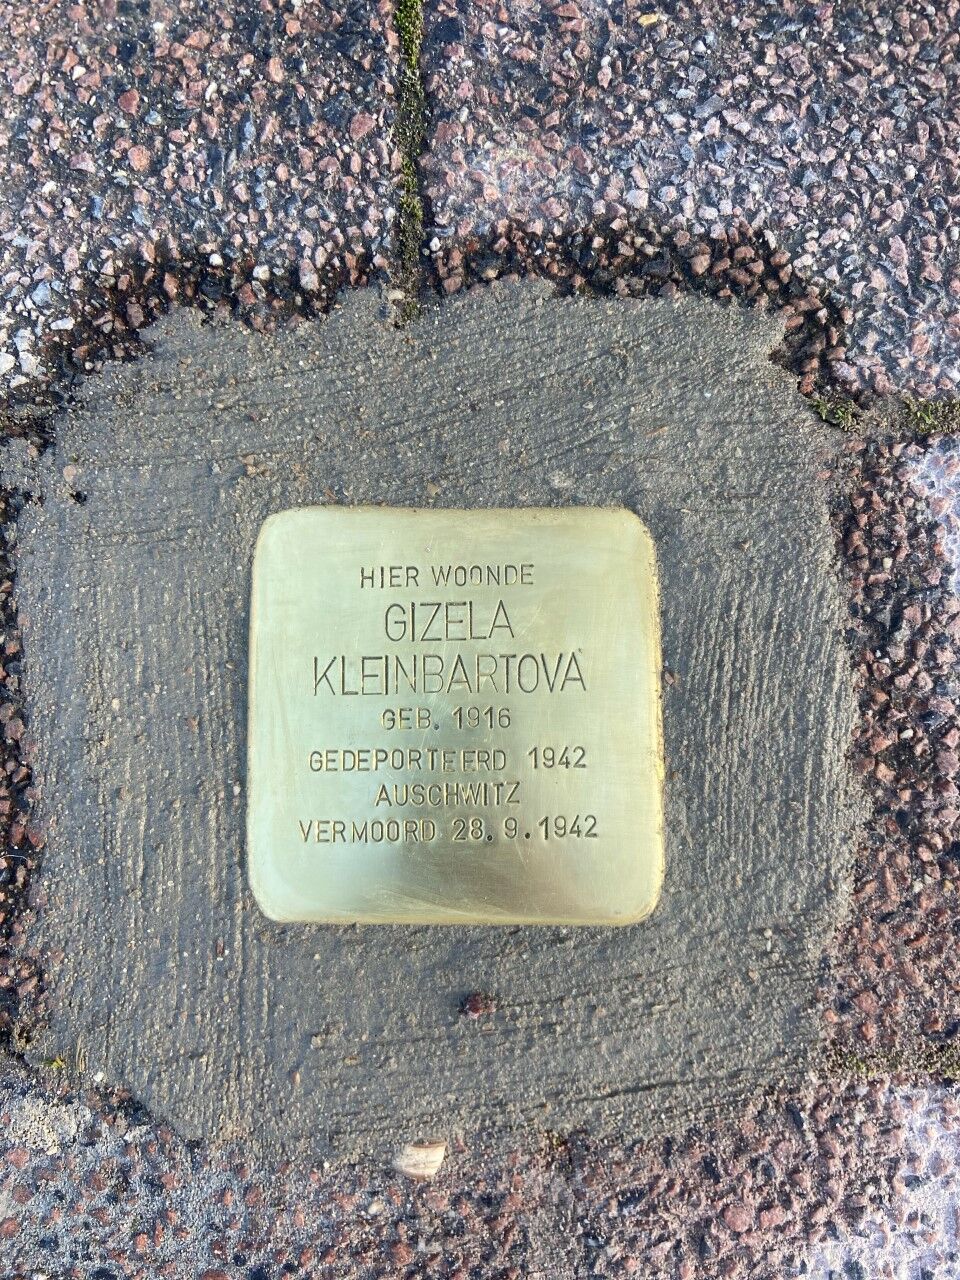 HIER WOONDE
GIZELA
KLEINBARTOVÁ
GEB. 1916
GEDEPORTEERD 1942
AUSCHWITZ
VERMOORD 28.9.1942